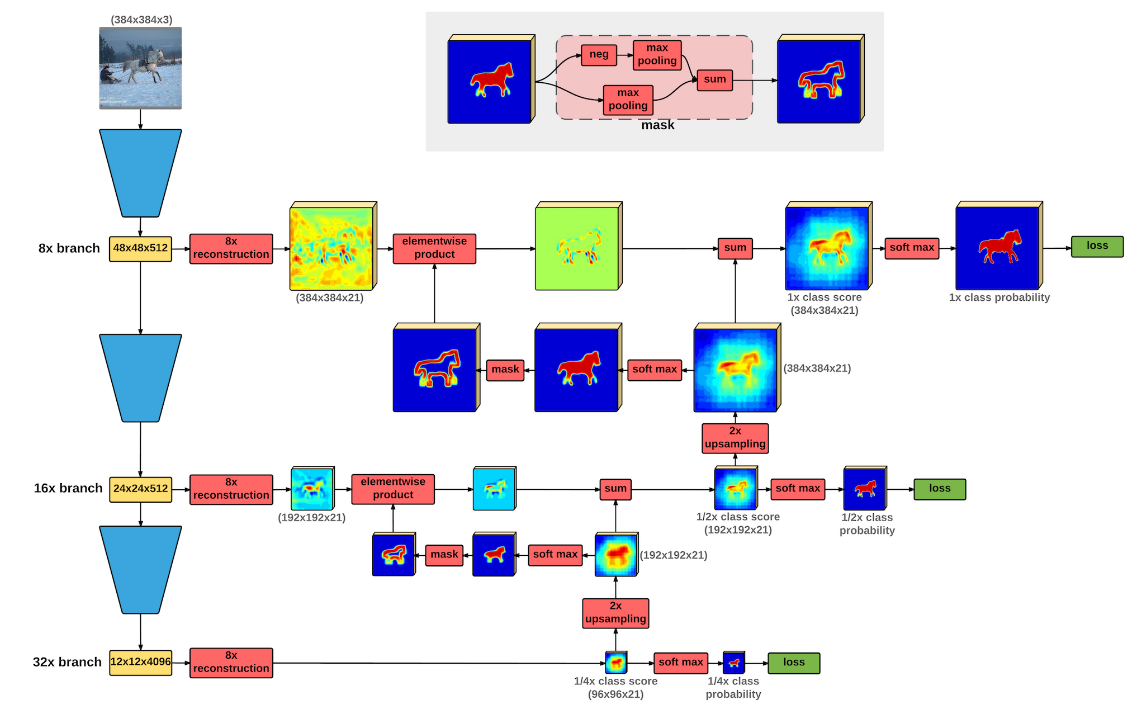 (384x384x3)
neg
max
pooling
max
pooling
sum
mask
8x branch
48x48x512
8x
reconstruction
(384x384x21)
elementwise
product
sum
1x class score
(384x384x21)
soft max
1x class probability
loss
mask
soft max
(384x384x21)
2x
upsampling
16x branch
24x24x512
8x
reconstruction
(192x192x21)
elementwise
product
sum
1/2x class score
(192x192x21)
soft max
1/2x class
probability
loss
mask
soft max
(192x192x21)
2x
upsampling
32x branch
12x12x4096
8x
reconstruction
1/4x class score
(96x96x21)
soft max
1/4x class
probability
loss